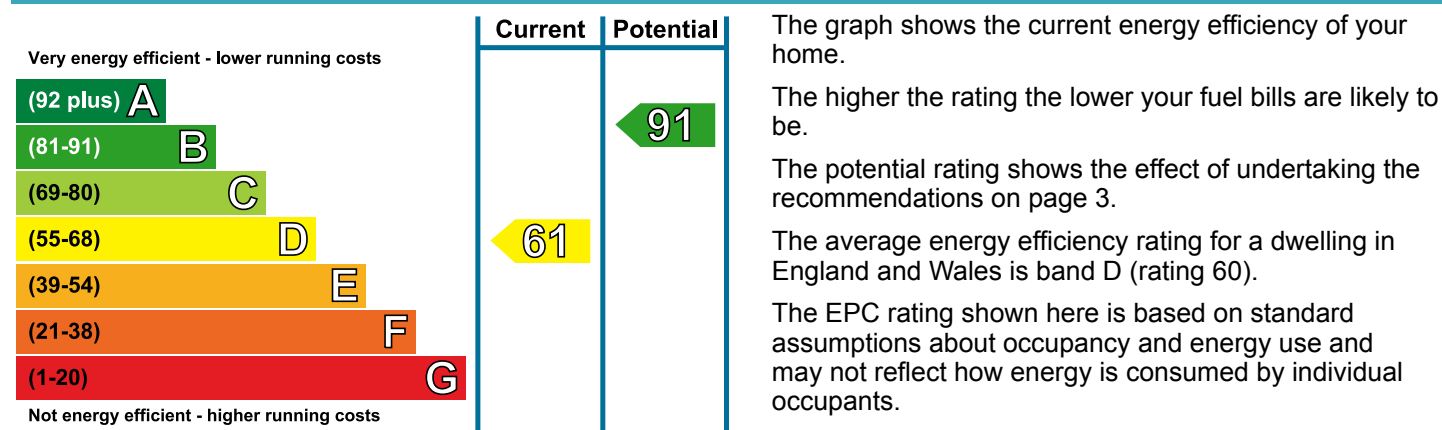 Current Potential
Very energy efficient - lower running costs
(92 plus) A
(81-91) B
(69-80) C
(55-68) D
(39-54) E
(21-38) F
(1-20) G
Not energy efficient - higher running costs
61
91
The graph shows the current energy efficiency of your
home.
The higher the rating the lower your fuel bills are likely to
be.
The potential rating shows the effect of undertaking the
recommendations on page 3.
The average energy efficiency rating for a dwelling in
England and Wales is band D (rating 60).
The EPC rating shown here is based on standard
assumptions about occupancy and energy use and
may not reflect how energy is consumed by individual
occupants.